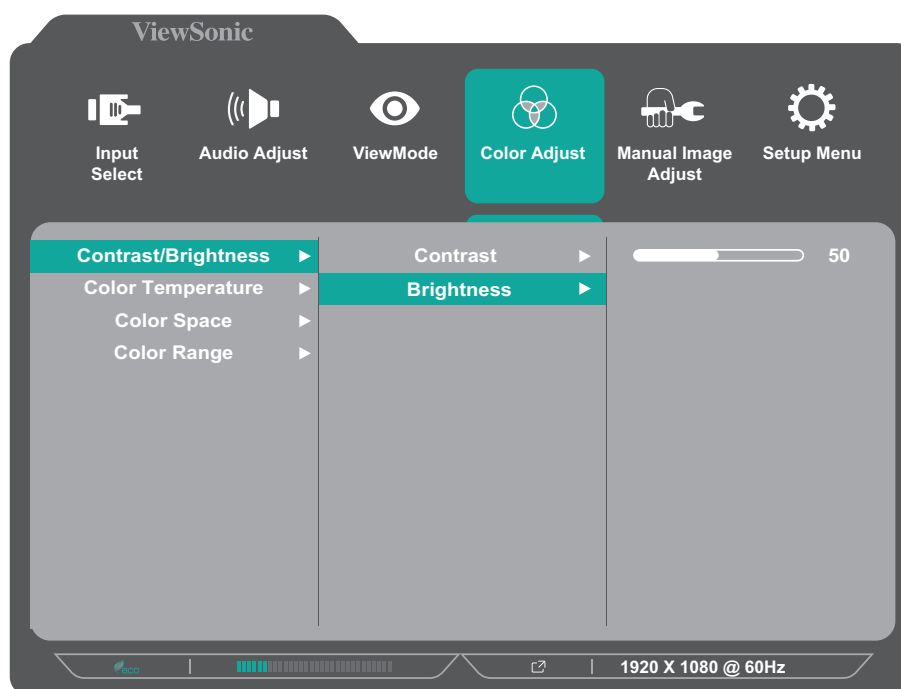 ViewSonic
Input Select
Audio Adjust
ViewMode
Color Adjust
Manual Image Adjust
Setup Menu
Contrast/Brightness
Contrast
50
Color Temperature
Brightness
Color Space
Color Range
eco
1920 X 1080 @ 60Hz